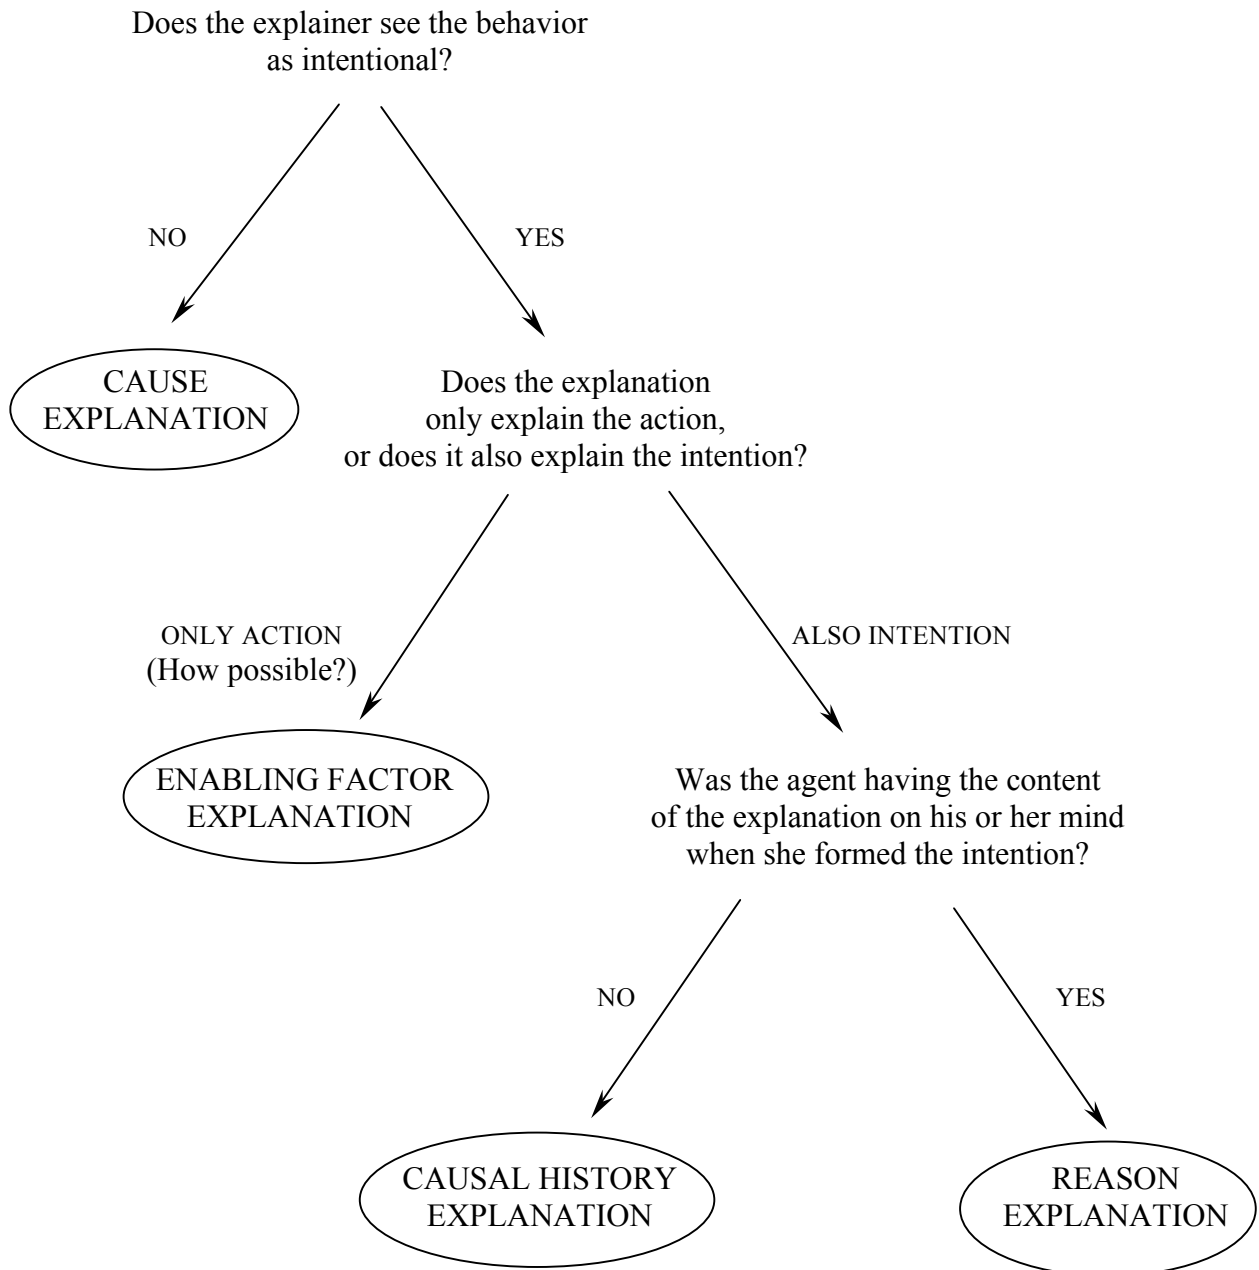 Does the explainer see the behavior
as intentional?
NO
YES
CAUSE
EXPLANATION
Does the explanation
only explain the action,
or does it also explain the intention?
ONLY ACTION
(How possible?)
ALSO INTENTION
ENABLING FACTOR
EXPLANATION
Was the agent having the content
of the explanation on his or her mind
when she formed the intention?
NO
YES
CAUSAL HISTORY
EXPLANATION
REASON
EXPLANATION